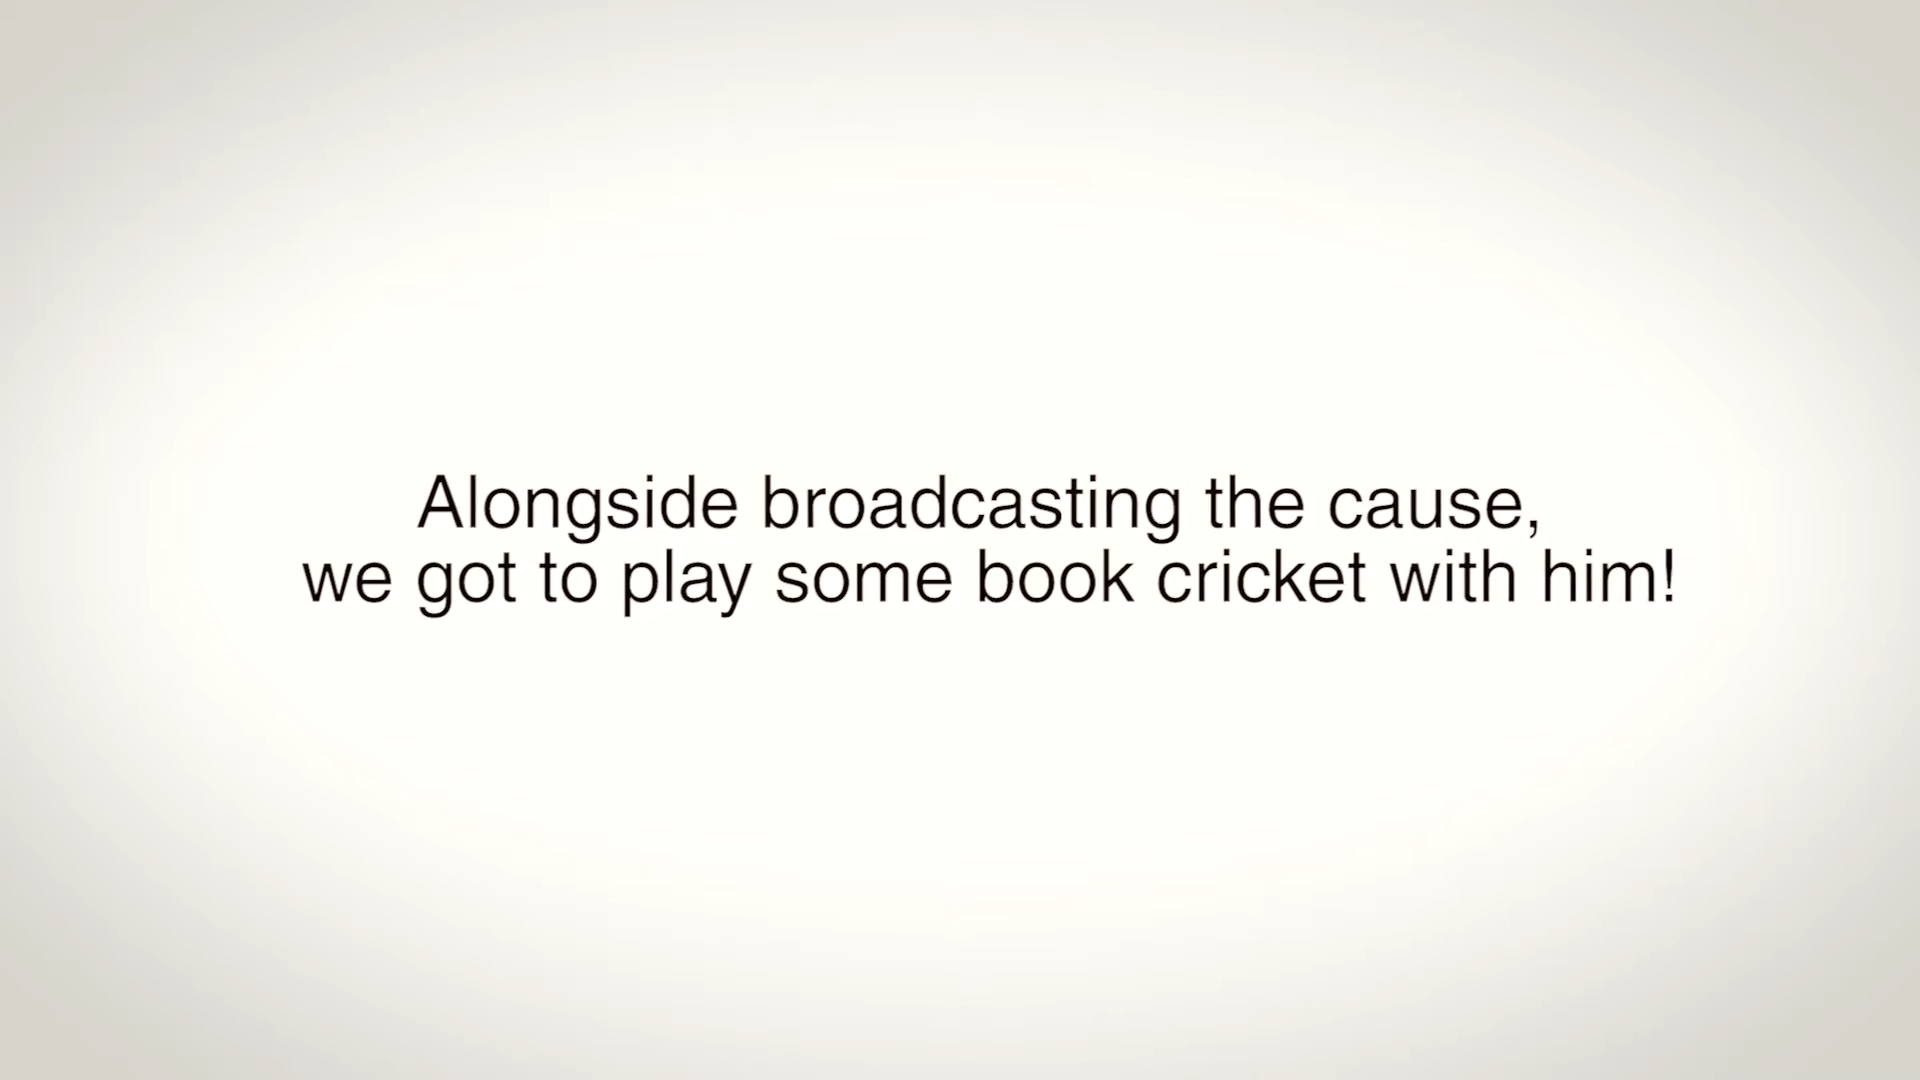 Alongside broadcasting the cause,
we got to play some book cricket with him!